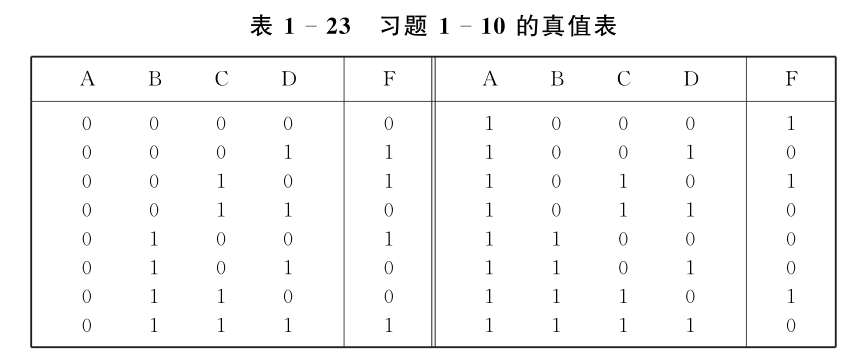 表 1 - 23 习题 1 - 10 的真值表
A B C D F A B C D F
0 0 0 0 0 1 0 0 0 1
0 0 0 1 1 1 0 0 1 0
0 0 1 0 1 1 0 1 0 1
0 0 1 1 0 1 0 1 1 0
0 1 0 0 1 1 1 0 0 0
0 1 0 1 0 1 1 0 1 0
0 1 1 0 0 1 1 1 0 1
0 1 1 1 1 1 1 1 1 0